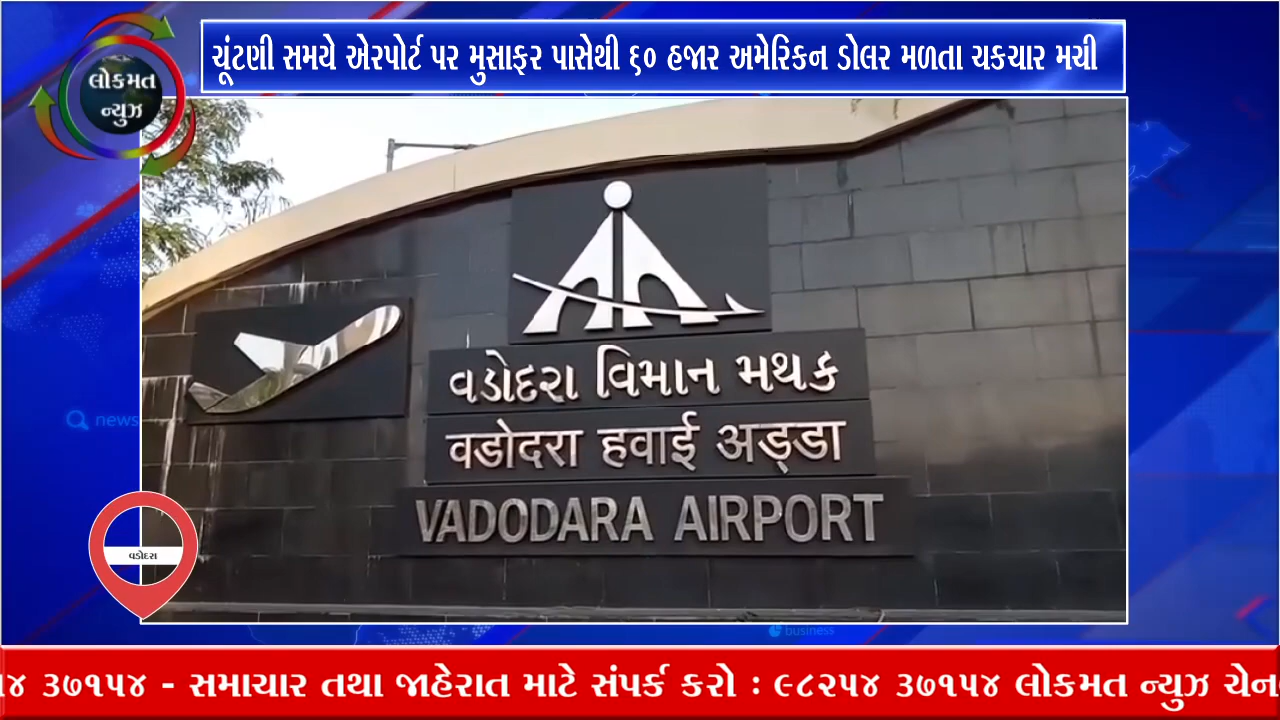 ચૂંટણી સમયે એરપોર્ટ પર મુસાફર પાસેથી ૬૦ હજાર અમેરિકન ડોલર મળતા ચકચાર મચી
લોકમત
ન્યુઝ
વડોદરા વિમાન મથક
वडोदरा हवाई अड्डा
VADODARA AIRPORT
news
વડોદરા
business
૫૪ ૩૭૧૫૪ - સમાચાર તથા જાહેરાત માટે સંપર્ક કરો : ૯૮૨૫૪ ૩૭૧૫૪ લોકમત ન્યુઝ ચેન